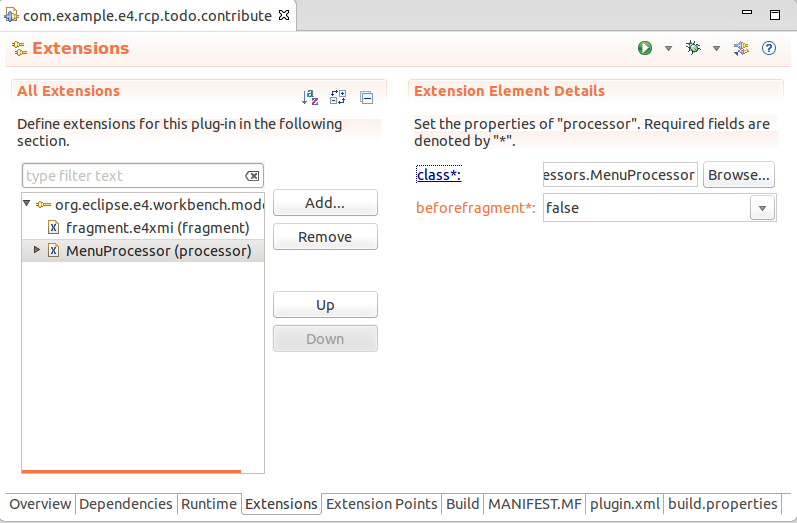 com.example.e4.rcp.todo.contribute
Extensions
All Extensions
Define extensions for this plug-in in the following
section.
type filter text
org.eclipse.e4.workbench.mode
fragment.e4xmi (fragment)
MenuProcessor (processor)
Add...
Remove
Up
Down
Extension Element Details
Set the properties of "processor". Required fields are
denoted by "*".
class*: essors.MenuProcessor Browse...
beforefragment*: false
Overview Dependencies Runtime Extensions Extension Points Build MANIFEST.MF plugin.xml build.properties